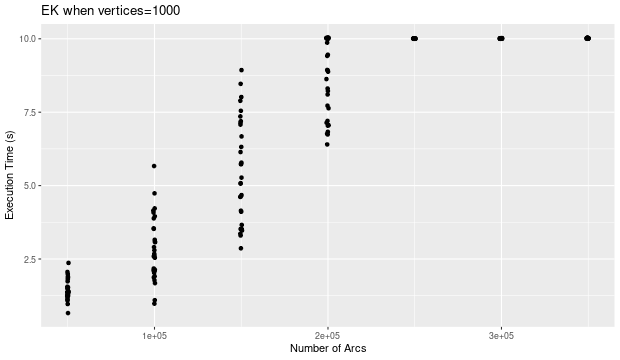 EK when vertices=1000
Execution Time (s)
10.0
7.5
5.0
2.5
1e+05
2e+05
3e+05
Number of Arcs